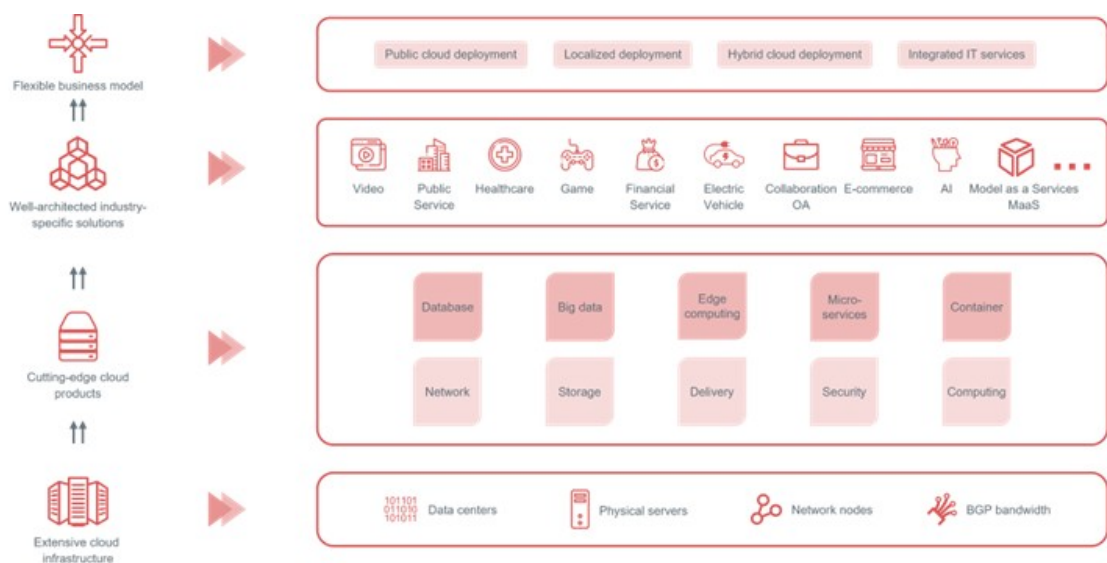 Flexible business model
Public cloud deployment
Localized deployment
Hybrid cloud deployment
Integrated IT services
Well-architected industry-
specific solutions
Video
Public
Service
Healthcare
Game
Financial
Service
Electric
Vehicle
Collaboration
OA
E-commerce
AI
Model as a Services
MaaS
...
Cutting-edge cloud
products
Database
Big data
Edge
computing
Micro-
services
Container
Network
Storage
Delivery
Security
Computing
Extensive cloud
infrastructure
101101
011010
101011
Data centers
Physical servers
Network nodes
BGP bandwidth